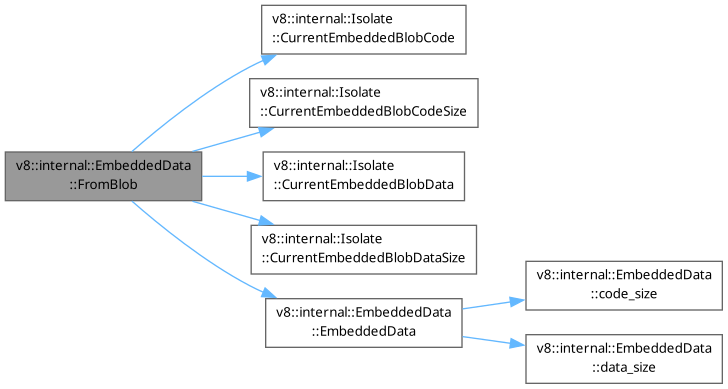 v8::internal::Isolate
::CurrentEmbeddedBlobCode
v8::internal::Isolate
::CurrentEmbeddedBlobCodeSize
v8::internal::EmbeddedData
::FromBlob
v8::internal::Isolate
::CurrentEmbeddedBlobData
v8::internal::Isolate
::CurrentEmbeddedBlobDataSize
v8::internal::EmbeddedData
::EmbeddedData
v8::internal::EmbeddedData
::code_size
v8::internal::EmbeddedData
::data_size